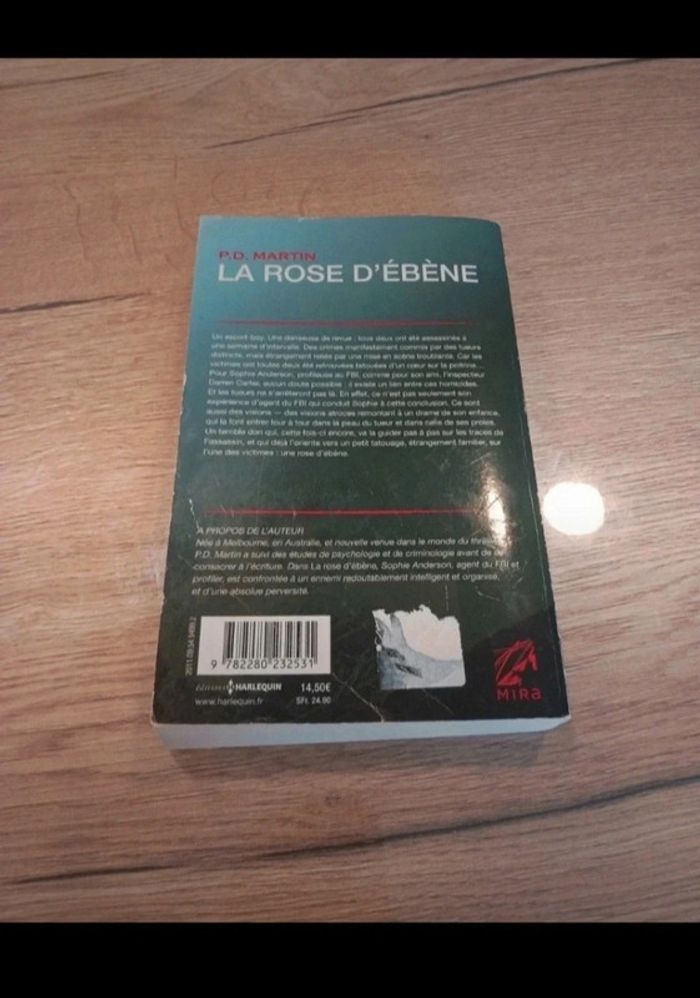 P.D. MARTIN
LA ROSE D'ÉBÈNE
Un escort boy. Une danseuse de revue : tous deux ont été assassinés à
une semaine d'intervalle. Des crimes manifestement commis par des tueurs
distincts, mais étrangement reliés par une mise en scène troublante. Car les
victimes ont toutes deux été retrouvées tatouées d'un cœur sur la poitrine...
Pour Sophie Anderson, profileuse au FBI, comme pour son ami, l'inspecteur
Darren Carter, aucun doute possible : il existe un lien entre ces homicides.
Et les tueurs ne s'arrêteront pas là. En effet, ce n'est pas seulement son
expérience d'agent du FBI qui conduit Sophie à cette conclusion. Ce sont
aussi des visions — des visions atroces remontant à un drame de son enfance,
qui la font entrer tour à tour dans la peau du tueur et dans celle de ses proies.
Un terrible don qui, cette fois-ci encore, va la guider pas à pas sur les traces de
l'assassin, et qui déjà l'oriente vers un petit tatouage, étrangement familier, sur
l'une des victimes : une rose d'ébène.
A PROPOS DE L'AUTEUR
Née à Melbourne, en Australie, et nouvelle venue dans le monde du thriller,
P.D. Martin a suivi des études de psychologie et de criminologie avant de se
consacrer à l'écriture. Dans La rose d'ébène, Sophie Anderson, agent du FBI et
profiler, est confrontée à un ennemi redoutablement intelligent et organisé,
et d'une absolue perversité.
9 782280 232531
éditions HARLEQUIN
www.harlequin.fr
14,50€
SFr. 24.90
MIRA